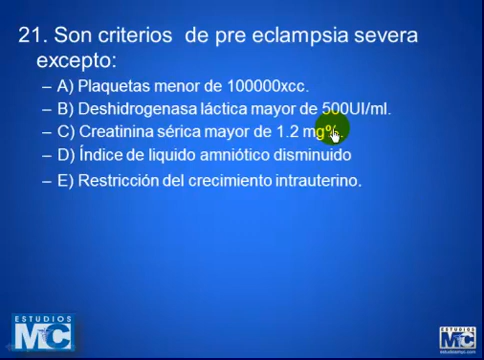 21. Son criterios de pre eclampsia severa
excepto:
– A) Plaquetas menor de 100000xcc.
– B) Deshidrogenasa láctica mayor de 500UI/ml.
– C) Creatinina sérica mayor de 1.2 mg%.
– D) Índice de liquido amniótico disminuido
– E) Restricción del crecimiento intrauterino.
ESTUDIOS
MC
ESTUDIOS
MC